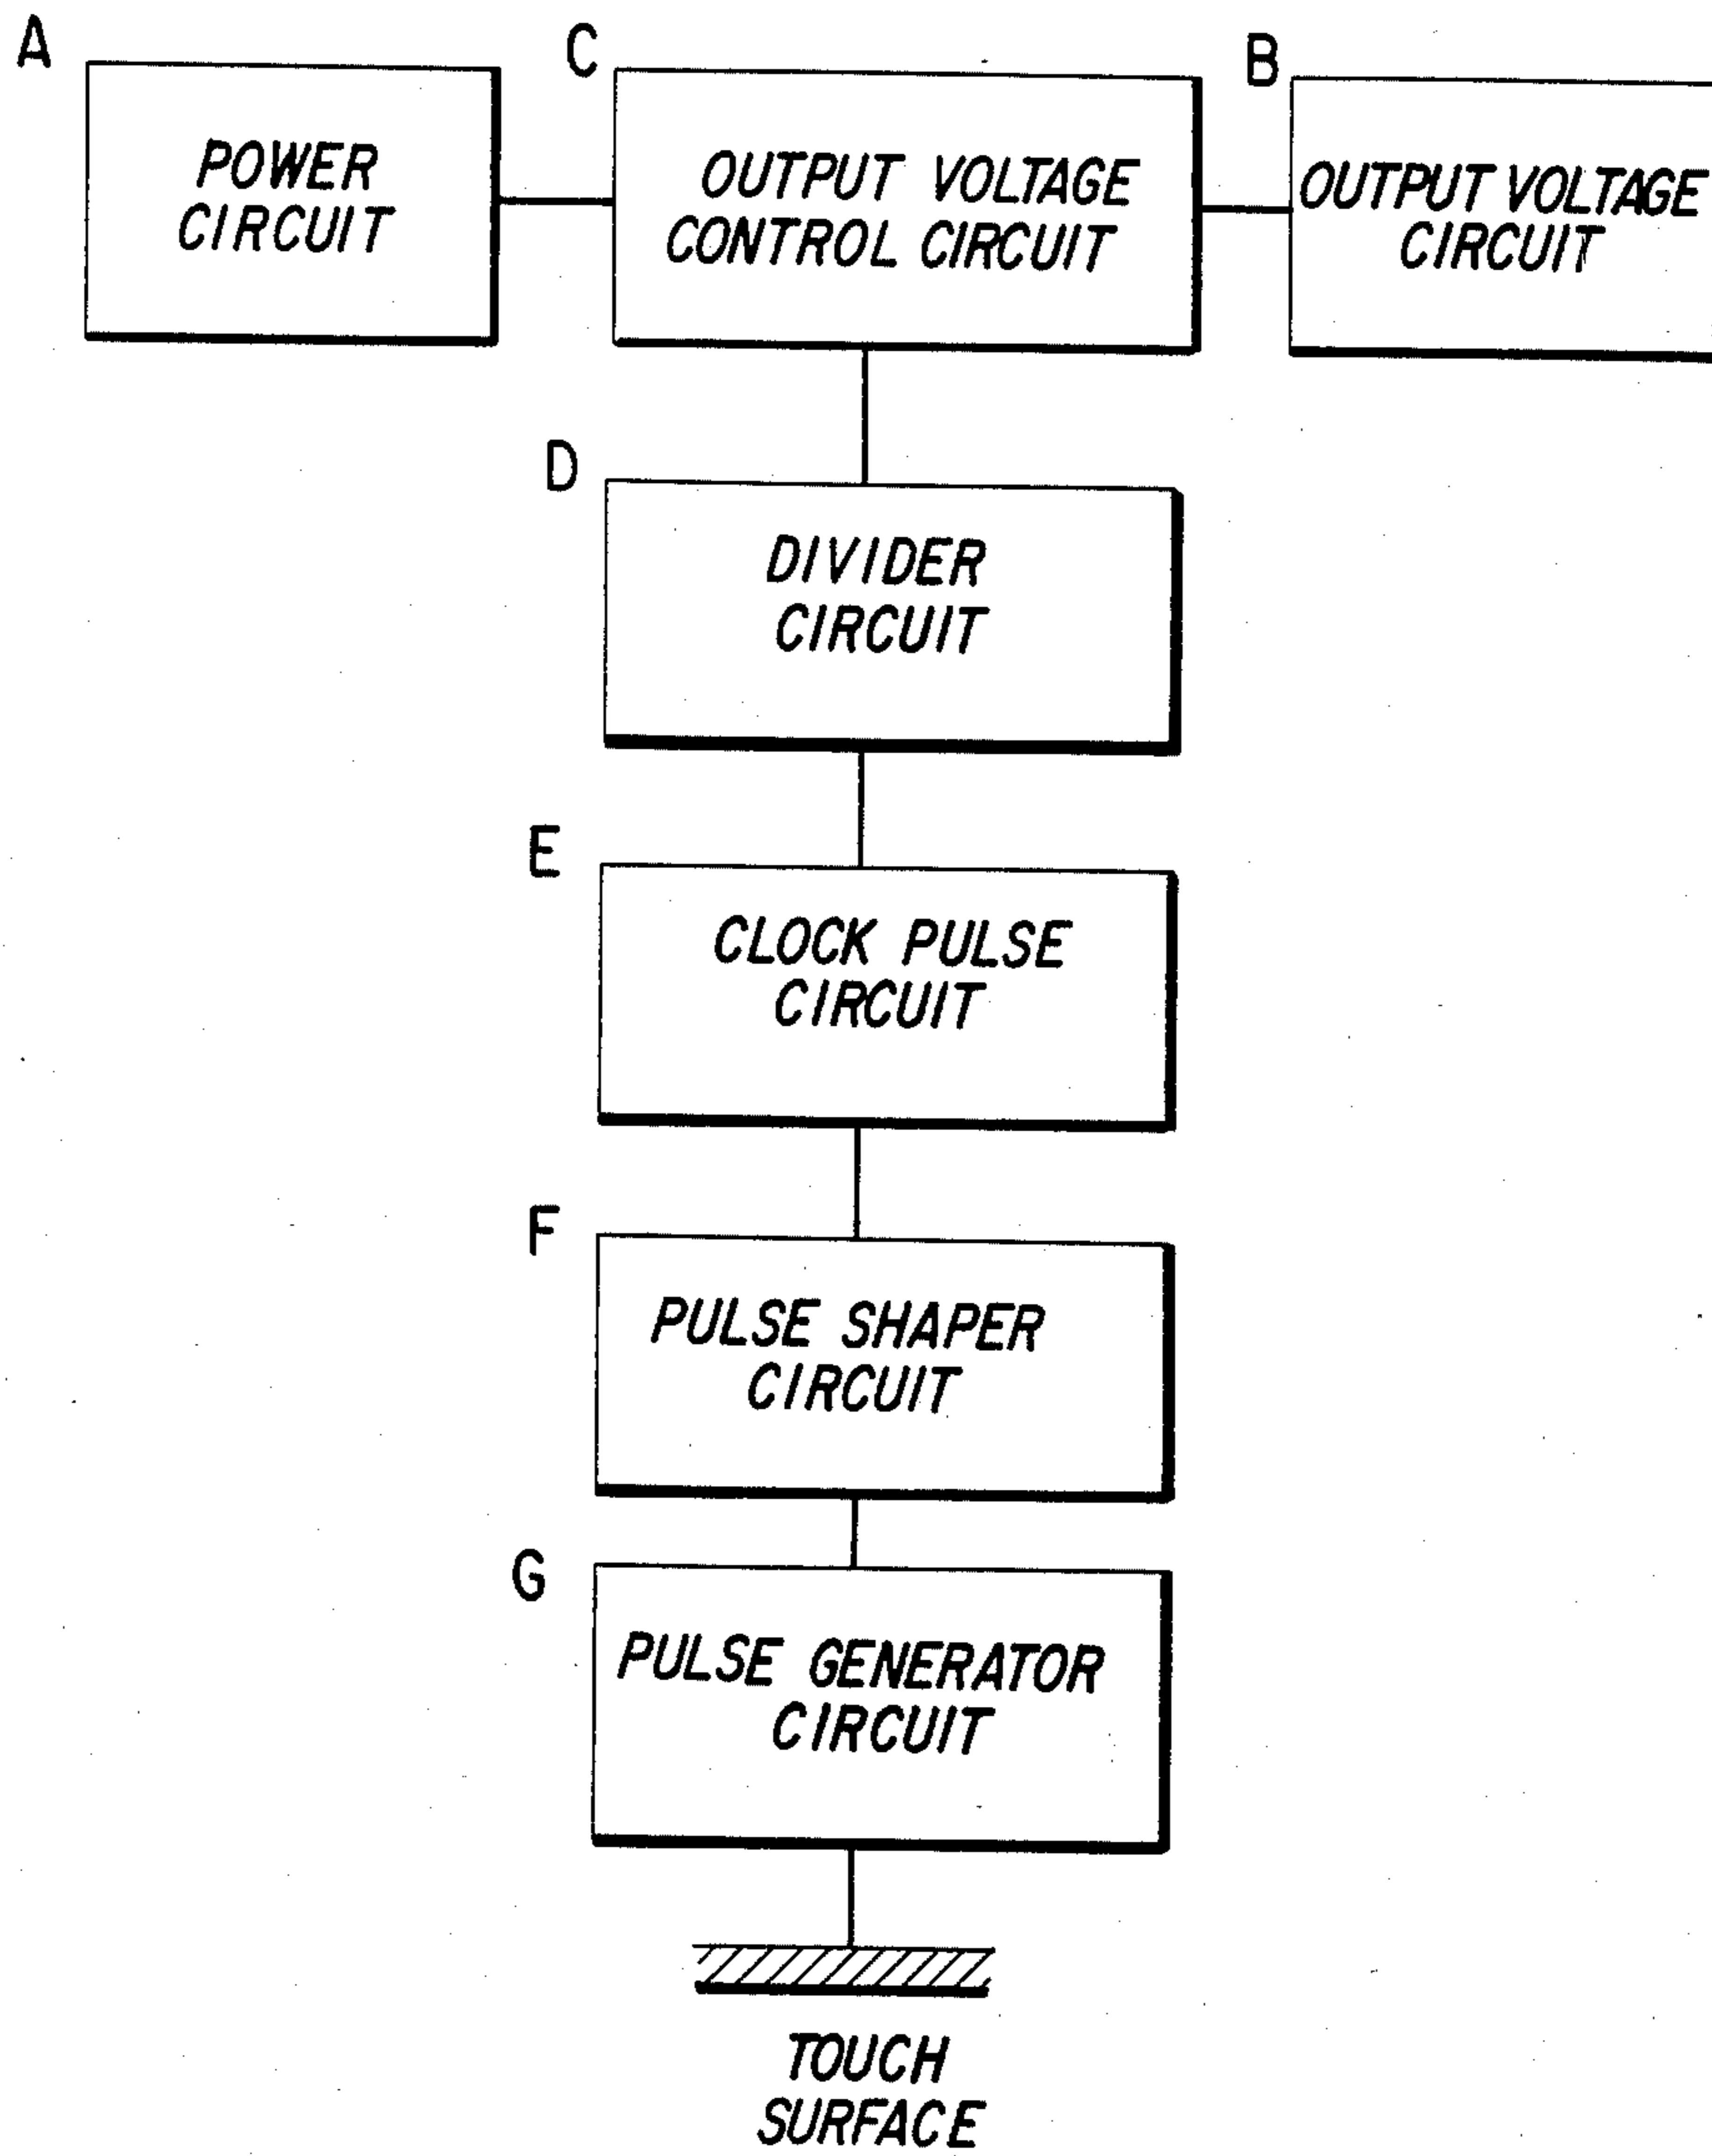 A
POWER
CIRCUIT
C
OUTPUT VOLTAGE
CONTROL CIRCUIT
B
OUTPUT VOLTAGE
CIRCUIT
D
DIVIDER
CIRCUIT
E
CLOCK PULSE
CIRCUIT
F
PULSE SHAPER
CIRCUIT
G
PULSE GENERATOR
CIRCUIT
TOUCH
SURFACE